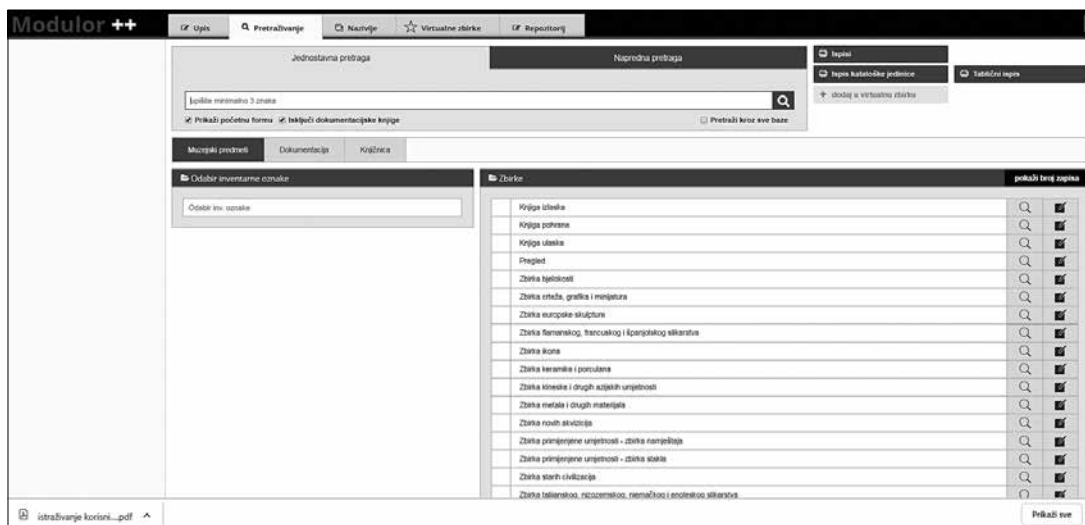 Modulor ++
Upis Pretraživanje Nazivlje Virtualne zbirke Repozitorij
Jednostavna pretraga Napredna pretraga
Ispisi
Ispis kataloške jedinice Tablični ispis
+ dodaj u virtualnu zbirku
Upišite minimalno 3 znaka
Prikaži početnu formu Isključi dokumentacijske knjige Pretraži kroz sve baze
Muzejski predmeti Dokumentacija Knjižnica
Odabir inventarne oznake Zbirke pokaži broj zapisa
Odabir inv. oznake
Knjiga izlaska
Knjiga pohrane
Knjiga ulaska
Pregled
Zbirka bjelokosti
Zbirka crteža, grafika i minijatura
Zbirka europske skulpture
Zbirka flamanskog, francuskog i španjolskog slikarstva
Zbirka ikona
Zbirka keramike i porculana
Zbirka kineske i drugih azijskih umjetnosti
Zbirka metala i drugih materijala
Zbirka novih akvizicija
Zbirka primijenjene umjetnosti - zbirka namještaja
Zbirka primijenjene umjetnosti - zbirka stakla
Zbirka starih civilizacija
Zbirka talijanskog, nizozemskog, njemačkog i engleskog slikarstva
istraživanje korisni....pdf Prikaži sve